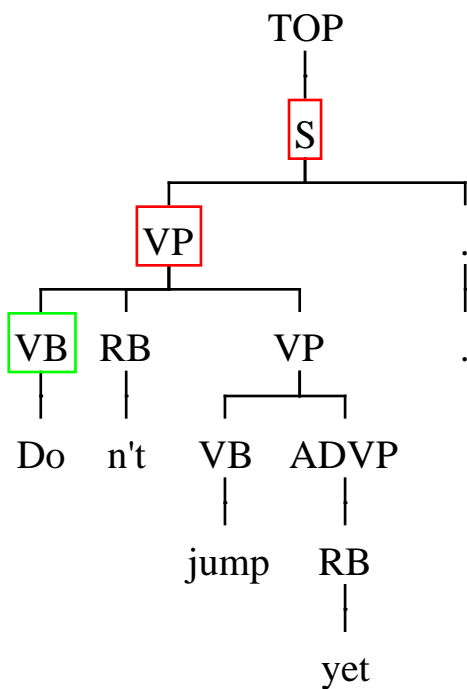 TOP
S
VP .
VB RB VP .
Do n't VB ADVP
jump RB
yet